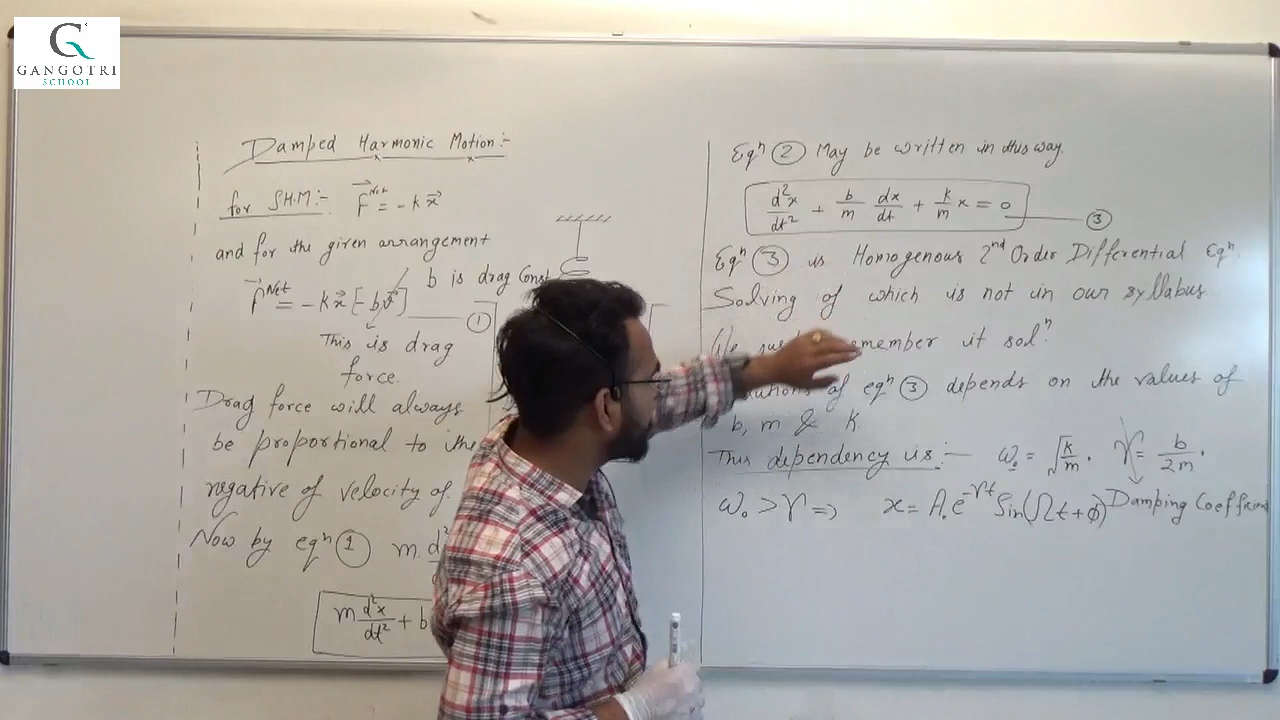 GANGOTRI
SCHOOL
Damped Harmonic Motion:-
for S.H.M:- F⃗ᴺᵉᵗ = -kx⃗
and for the given arrangement
b is drag Const
F⃗ᴺᵉᵗ = -kx⃗ [-bv⃗] ①
This is drag
force.
Drag force will always
be proportional to the
negative of velocity of
Now by eqⁿ ① m d²
m d²x/dt² + b
Eqⁿ ② May be written in this way
d²x/dt² + b/m dx/dt + k/m x = 0 ③
Eqⁿ ③ is Homogenous 2nd Order Differential Eqⁿ.
Solving of which is not in our syllabus.
it solⁿ.
of eqⁿ ③ depends on the values of
b, m & k.
This dependency is:- ω₀ = √k/m. γ = b/2m.
ω₀ > γ => x = A₀e^-γt Sin(Ωt + ϕ) Damping Coefficient